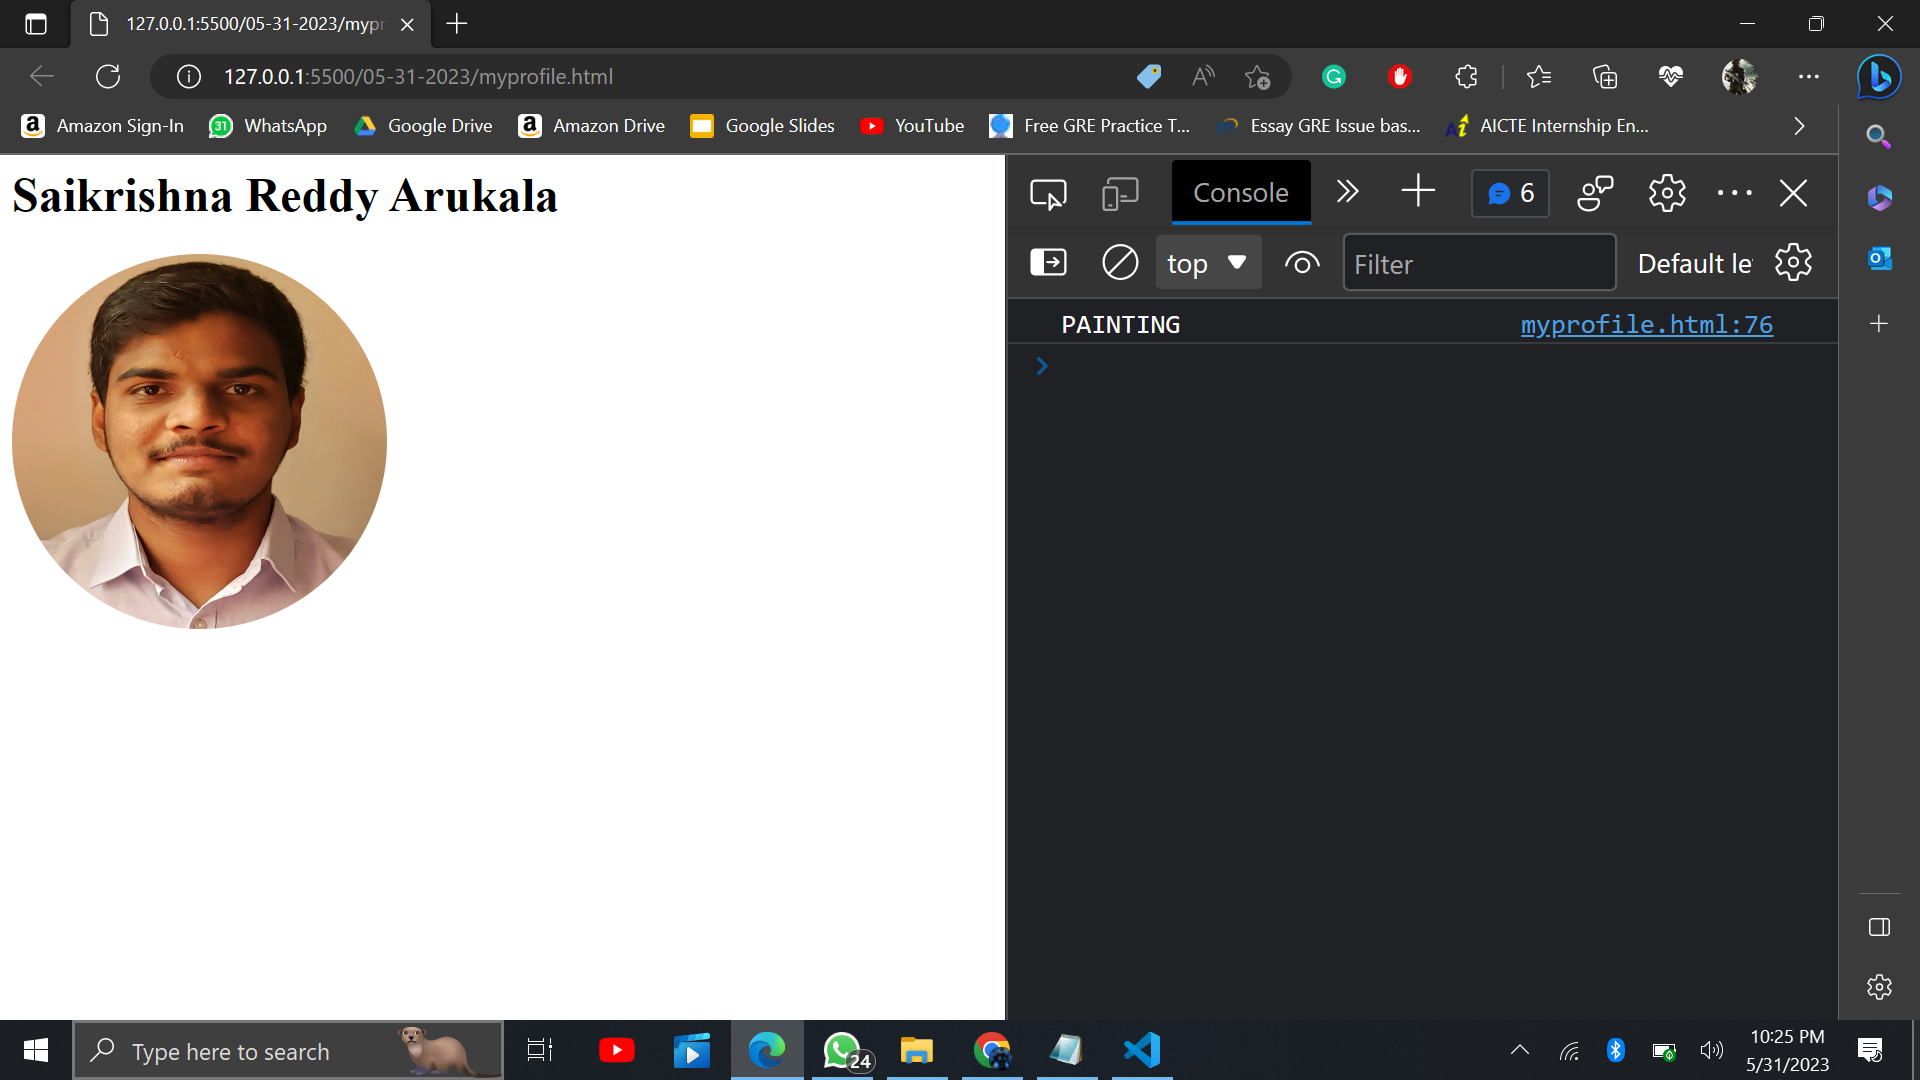 127.0.0.1:5500/05-31-2023/mypr
127.0.0.1:5500/05-31-2023/myprofile.html
Amazon Sign-In WhatsApp Google Drive Amazon Drive Google Slides YouTube Free GRE Practice T... Essay GRE Issue bas... AICTE Internship En...
Saikrishna Reddy Arukala
Console 6
top Filter Default le
PAINTING myprofile.html:76
Type here to search
24
10:25 PM
5/31/2023